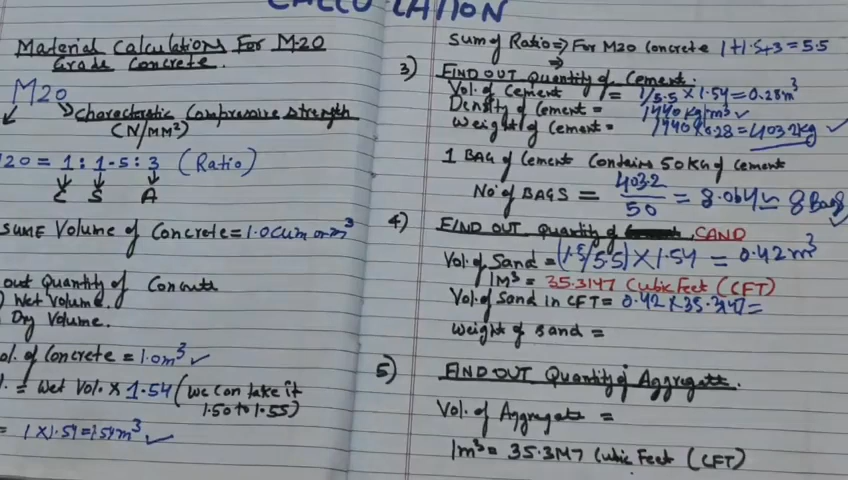 CALCULATION
Material Calculations For M20
Grade Concrete.
M20
Characterstic Compressive strength
(N/MM²)
20 = 1 : 1.5 : 3 (Ratio)
C S A
SUME Volume of Concrete = 1.0 Cum or m³
out Quantity of Concrete
) Wet Volume.
Dry Volume.
ol. of Concrete = 1.0m³ ✓
. = Wet Vol. × 1.54 (We can take it
1.50 to 1.55)
= 1 × 1.54 = 1.54m³ ✓
Sum of Ratio => For M20 Concrete 1+1.5+3 = 5.5
3) FIND OUT Quantity of Cement.
Vol. of Cement = 1/5.5 × 1.54 = 0.28m³
Density of Cement = 1440 kg/m³ ✓
Weight of Cement = 1440 × 0.28 = 403.2kg ✓
1 BAG of Cement Contains 50 KG of Cement
No. of BAGS = 403.2/50 = 8.064 ≃ 8 Bags
4) FIND OUT Quantity of SAND
Vol. of Sand = (1.5/5.5) × 1.54 = 0.42m³
1M³ = 35.3147 Cubic Feet (CFT)
Vol. of Sand in CFT = 0.42 × 35.3147 =
Weight of sand =
5) FIND OUT Quantity of Aggregate.
Vol. of Aggregate =
1m³ = 35.3147 Cubic Feet (CFT)